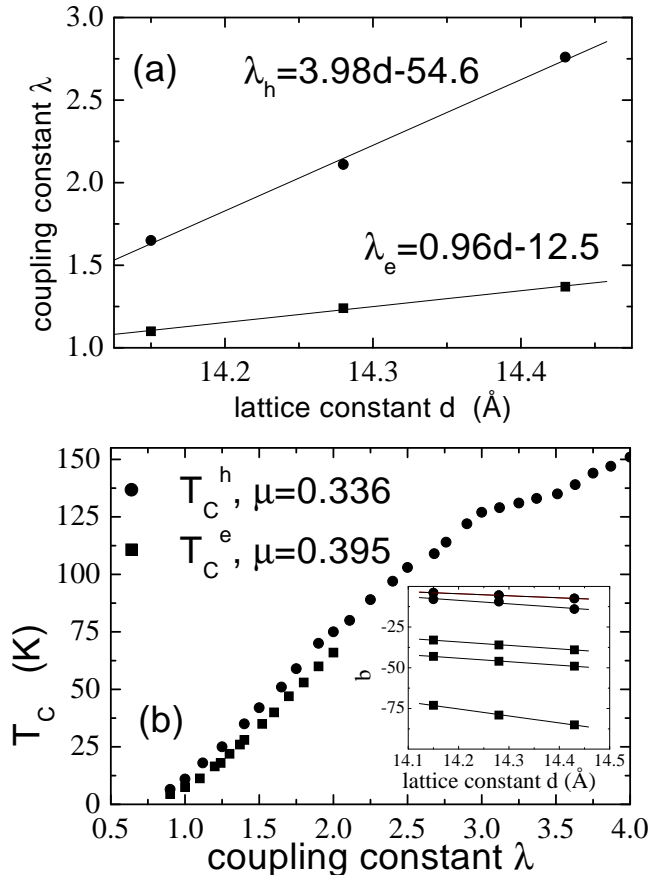 3.0
(a)
λh=3.98d-54.6
2.5
coupling constant λ
2.0
λe=0.96d-12.5
1.5
1.0
14.2 14.3 14.4
lattice constant d (Å)
150
TCh, μ=0.336
125
TCe, μ=0.395
100
TC (K)
75
50
(b)
25
0
0.5 1.0 1.5 2.0 2.5 3.0 3.5 4.0
coupling constant λ
-25
b
-50
-75
14.1 14.2 14.3 14.4 14.5
lattice constant d (Å)